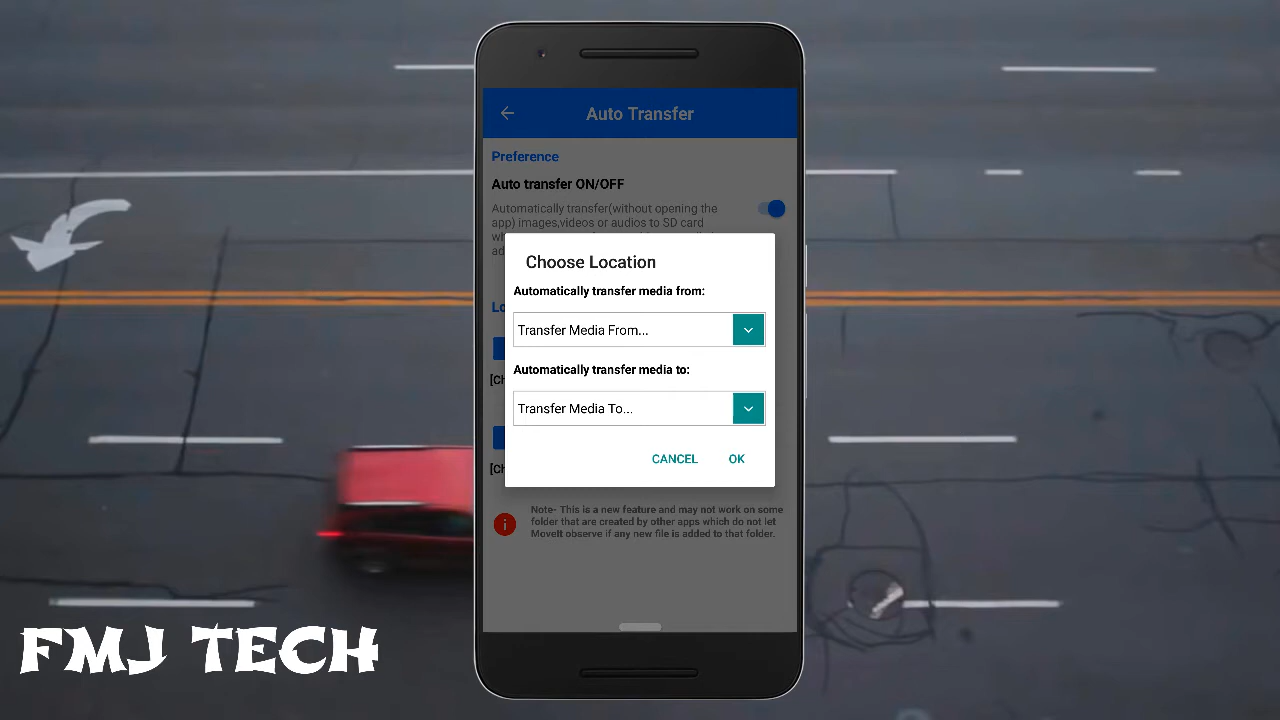 Auto Transfer
Preference
Auto transfer ON/OFF
Automatically transfer(without opening the
app) images,videos or audios to SD card
Choose Location
Automatically transfer media from:
Transfer Media From...
Automatically transfer media to:
Transfer Media To...
CANCEL OK
Note- This is a new feature and may not work on some
folder that are created by other apps which do not let
MoveIt observe if any new file is added to that folder.
FMJ TECH